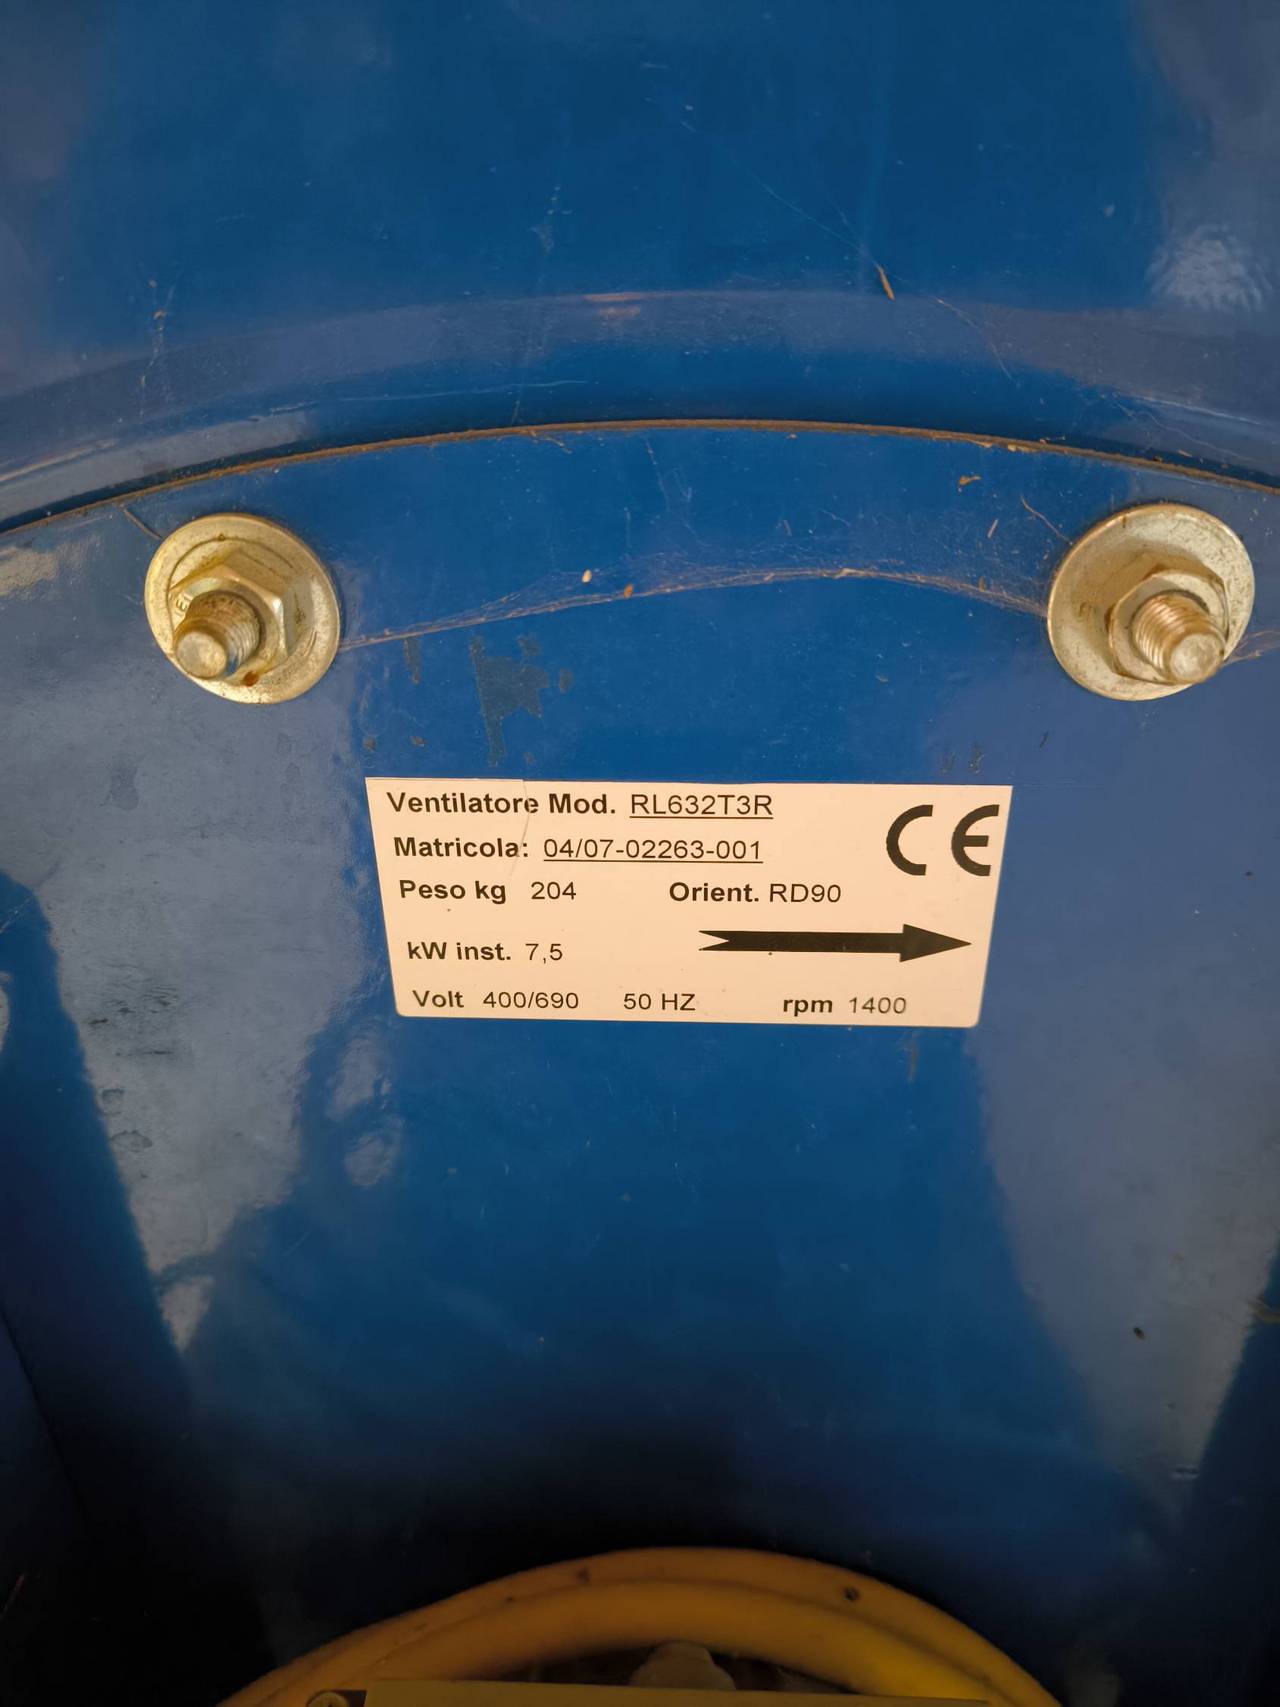 Ventilatore Mod. RL632T3R
Matricola: 04/07-02263-001
CE
Peso kg 204 Orient. RD90
kW inst. 7,5
Volt 400/690 50 HZ rpm 1400